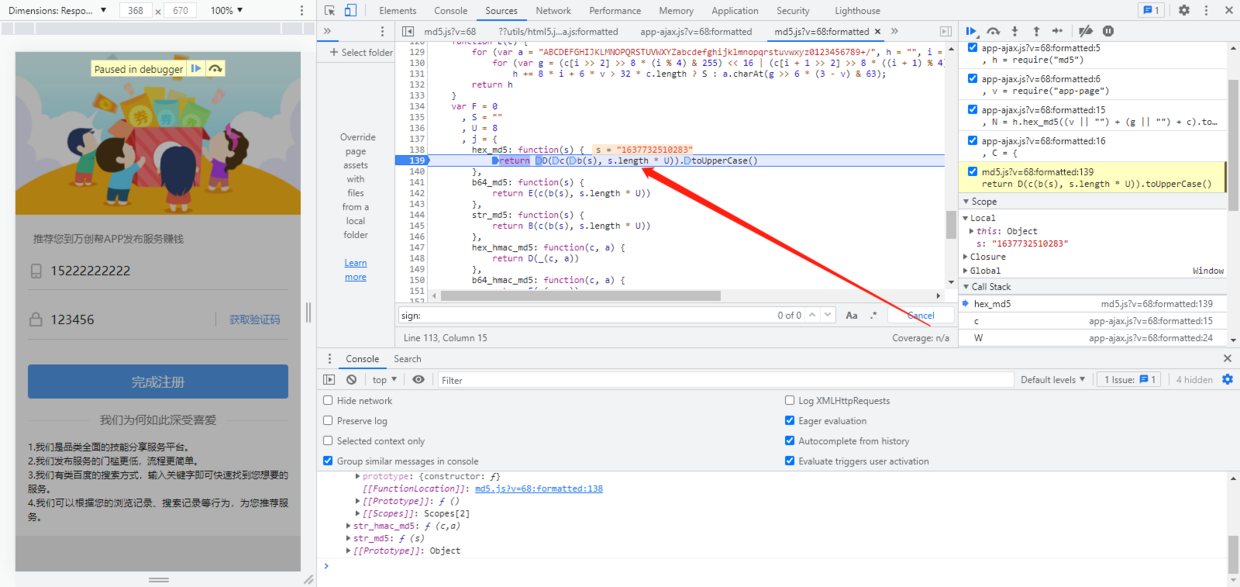 Dimensions: Respo... ▼ 368 x 670 100% ▼
Elements Console Sources Network Performance Memory Application Security Lighthouse 1
Paused in debugger
券 券
推荐您到万创帮APP发布服务赚钱
15222222222
123456 获取验证码
完成注册
我们为何如此深受喜爱
1.我们是品类全面的技能分享服务平台。
2.我们发布服务的门槛更低，流程更简单。
3.我们有类百度的搜索方式，输入关键字即可快速找到您想要的
服务。
4.我们可以根据您的浏览记录、搜索记录等行为，为您推荐服
务。
+ Select folder
Override
page
assets
with
files
from a
local
folder
Learn
more
md5.js?v=68 ??utils/html5.j...a.js:formatted app-ajax.js?v=68:formatted md5.js?v=68:formatted ×
129 for (var a = "ABCDEFGHIJKLMNOPQRSTUVWXYZabcdefghijklmnopqrstuvwxyz0123456789+/", h = "", i =
130 for (var g = (c[i >> 2] >> 8 * (i % 4) & 255) << 16 | (c[i + 1 >> 2] >> 8 * ((i + 1) % 4)
131 h += 8 * i + 6 * v > 32 * c.length ? S : a.charAt(g >> 6 * (3 - v) & 63);
132 return h
133 }
134 var F = 0
135 , S = ""
136 , U = 8
137 , j = {
138 hex_md5: function(s) { s = "1637732510283"
139 return D(c(b(s), s.length * U)).toUpperCase()
140 },
141 b64_md5: function(s) {
142 return E(c(b(s), s.length * U))
143 },
144 str_md5: function(s) {
145 return B(c(b(s), s.length * U))
146 },
147 hex_hmac_md5: function(c, a) {
148 return D(_(c, a))
149 },
150 b64_hmac_md5: function(c, a) {
151
sign: 0 of 0 Aa .* Cancel
Line 113, Column 15 Coverage: n/a
app-ajax.js?v=68:formatted:5
, h = require("md5")
app-ajax.js?v=68:formatted:6
, v = require("app-page")
app-ajax.js?v=68:formatted:15
, N = h.hex_md5((v || "") + (g || "") + c).to...
app-ajax.js?v=68:formatted:16
, C = {
md5.js?v=68:formatted:139
return D(c(b(s), s.length * U)).toUpperCase()
▼ Scope
▼ Local
▶ this: Object
s: "1637732510283"
▶ Closure
▶ Global Window
▼ Call Stack
hex_md5 md5.js?v=68:formatted:139
c app-ajax.js?v=68:formatted:15
W app-ajax.js?v=68:formatted:24
Console Search
top ▼ Filter Default levels ▼ 1 Issue: 1 4 hidden
Hide network Log XMLHttpRequests
Preserve log Eager evaluation
Selected context only Autocomplete from history
Group similar messages in console Evaluate triggers user activation
▶ prototype: {constructor: ƒ}
[[FunctionLocation]]: md5.js?v=68:formatted:138
▶ [[Prototype]]: ƒ ()
▶ [[Scopes]]: Scopes[2]
▶ str_hmac_md5: ƒ (c,a)
▶ str_md5: ƒ (s)
▶ [[Prototype]]: Object